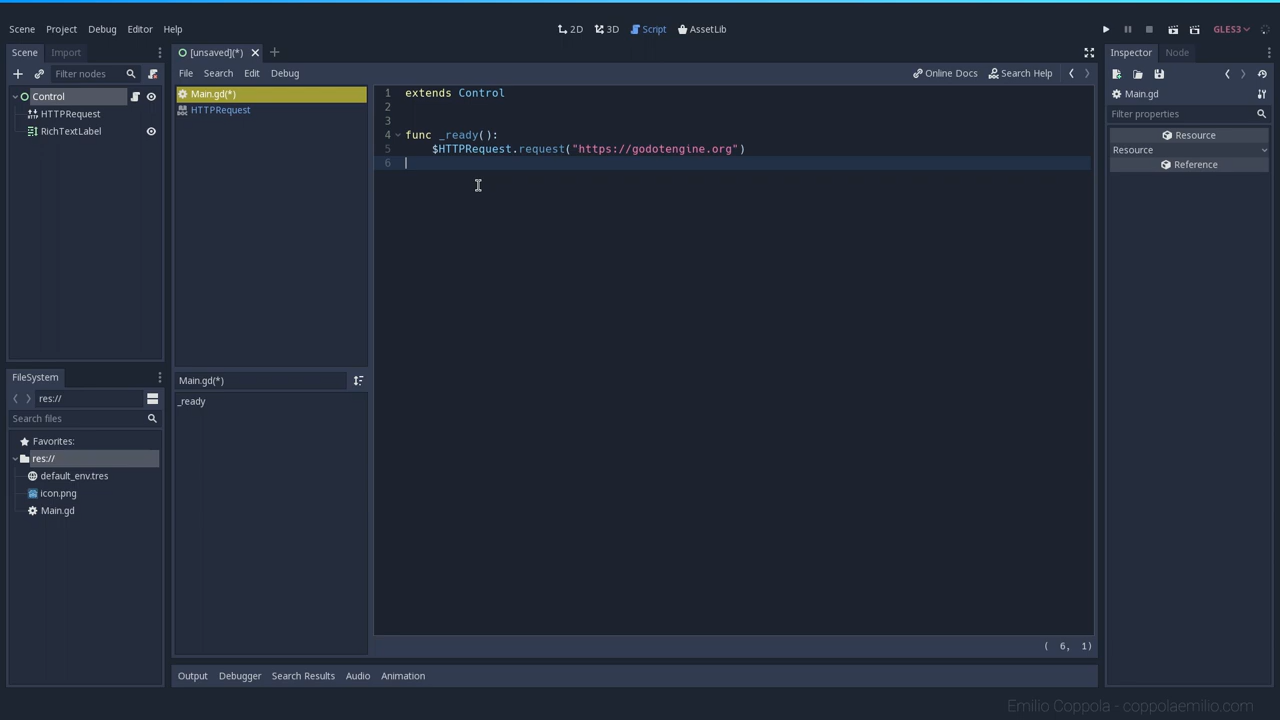 Scene Project Debug Editor Help
2D 3D Script AssetLib
GLES3
Scene Import
Filter nodes
Control
HTTPRequest
RichTextLabel
FileSystem
res://
Search files
Favorites:
res://
default_env.tres
icon.png
Main.gd
[unsaved](*)
File Search Edit Debug
Online Docs Search Help
Main.gd(*)
HTTPRequest
Main.gd(*)
_ready
1 extends Control
2
3
4 func _ready():
5 $HTTPRequest.request("https://godotengine.org")
6
( 6, 1)
Output Debugger Search Results Audio Animation
Inspector Node
Main.gd
Filter properties
Resource
Resource
Reference
Emilio Coppola - coppolaemilio.com